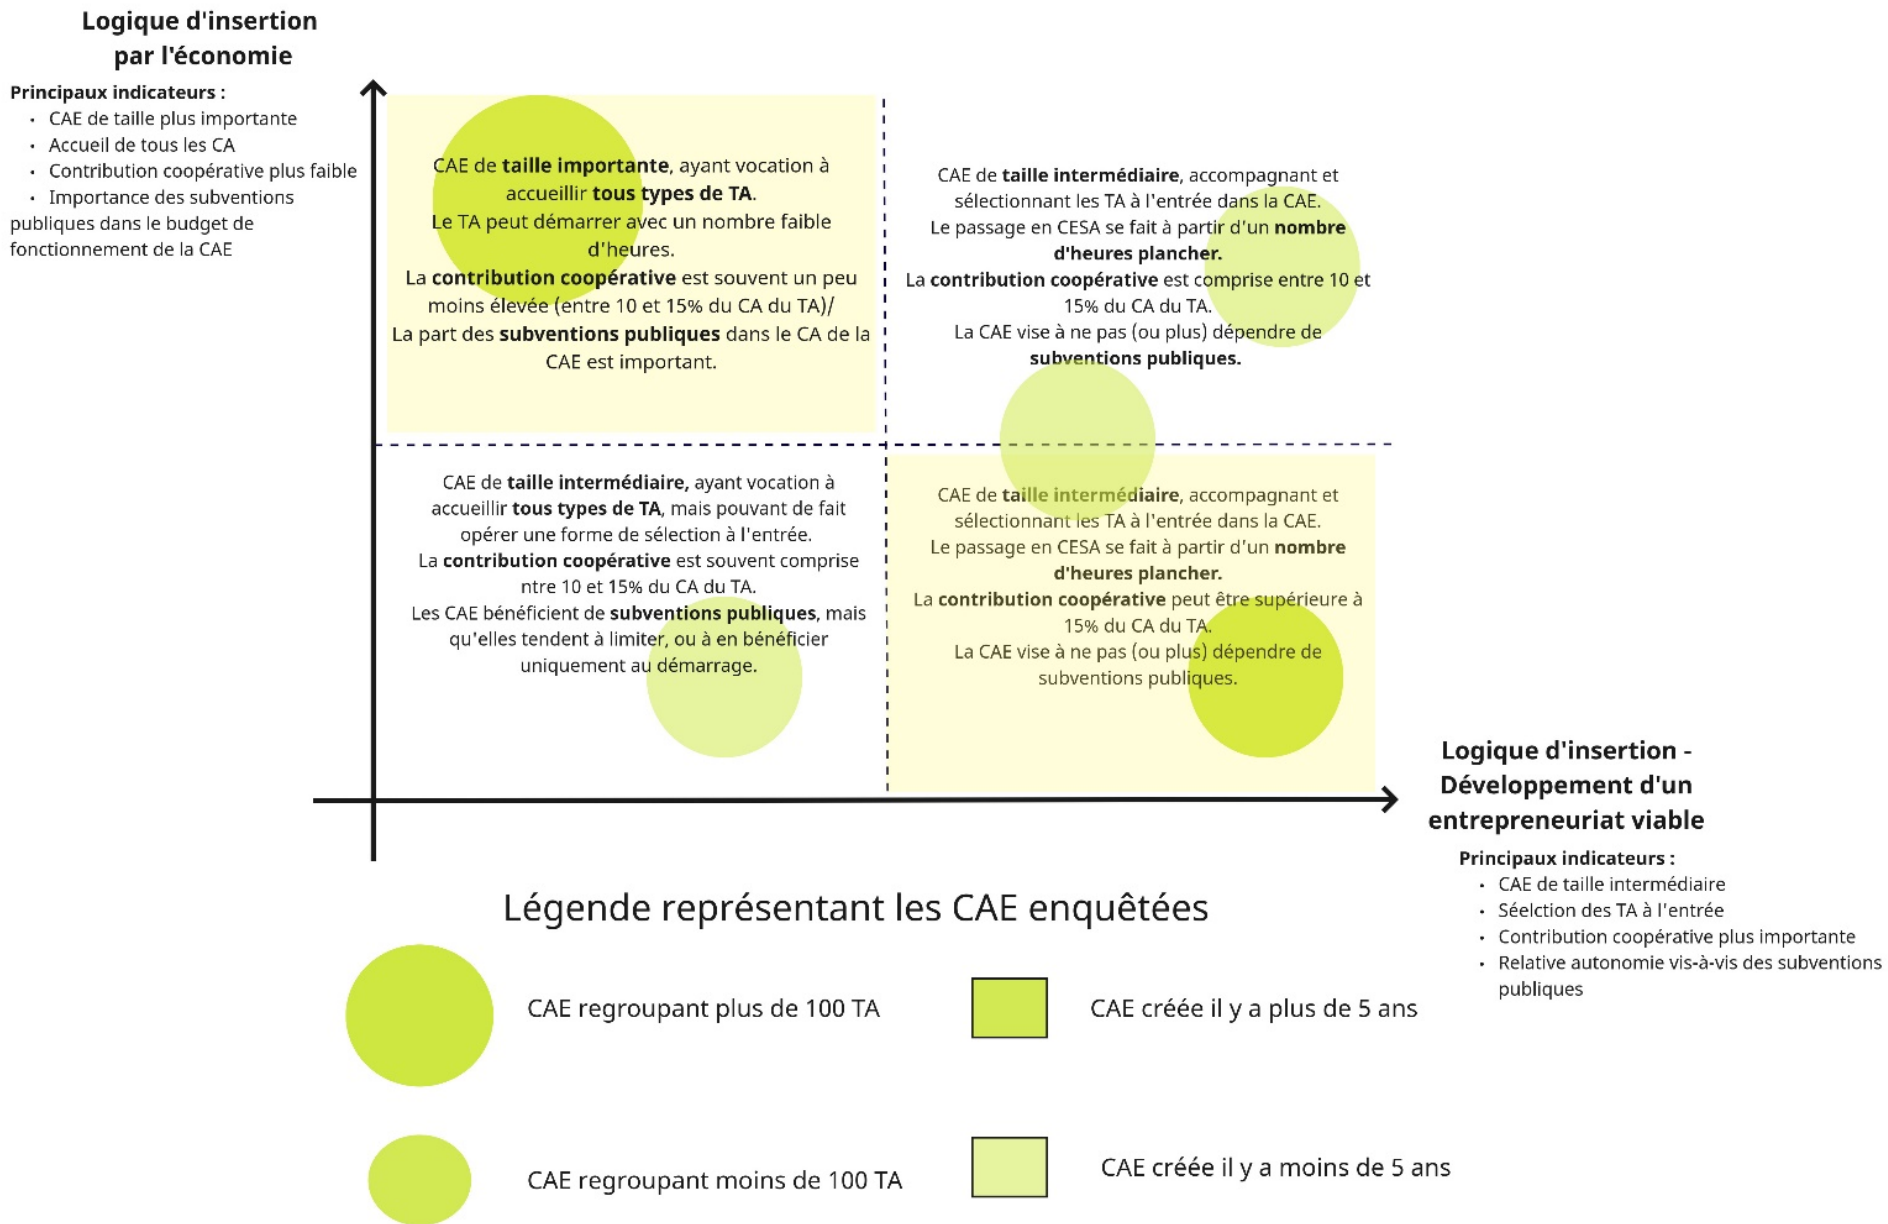 Logique d'insertion
par l'économie
Principaux indicateurs :
• CAE de taille plus importante
• Accueil de tous les CA
• Contribution coopérative plus faible
• Importance des subventions
publiques dans le budget de
fonctionnement de la CAE
CAE de taille importante, ayant vocation à
accueillir tous types de TA.
Le TA peut démarrer avec un nombre faible
d'heures.
La contribution coopérative est souvent un peu
moins élevée (entre 10 et 15% du CA du TA)/
La part des subventions publiques dans le CA de la
CAE est important.
CAE de taille intermédiaire, accompagnant et
sélectionnant les TA à l'entrée dans la CAE.
Le passage en CESA se fait à partir d'un nombre
d'heures plancher.
La contribution coopérative est comprise entre 10 et
15% du CA du TA.
La CAE vise à ne pas (ou plus) dépendre de
subventions publiques.
CAE de taille intermédiaire, ayant vocation à
accueillir tous types de TA, mais pouvant de fait
opérer une forme de sélection à l'entrée.
La contribution coopérative est souvent comprise
ntre 10 et 15% du CA du TA.
Les CAE bénéficient de subventions publiques, mais
qu'elles tendent à limiter, ou à en bénéficier
uniquement au démarrage.
CAE de taille intermédiaire, accompagnant et
sélectionnant les TA à l'entrée dans la CAE.
Le passage en CESA se fait à partir d'un nombre
d'heures plancher.
La contribution coopérative peut être supérieure à
15% du CA du TA.
La CAE vise à ne pas (ou plus) dépendre de
subventions publiques.
Logique d'insertion -
Développement d'un
entrepreneuriat viable
Principaux indicateurs :
• CAE de taille intermédiaire
• Séelction des TA à l'entrée
• Contribution coopérative plus importante
• Relative autonomie vis-à-vis des subventions
publiques
Légende représentant les CAE enquêtées
CAE regroupant plus de 100 TA
CAE créée il y a plus de 5 ans
CAE regroupant moins de 100 TA
CAE créée il y a moins de 5 ans